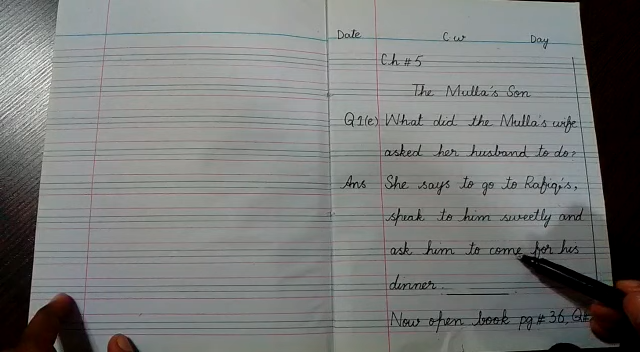 Date C w Day
Ch # 5
The Mulla's Son
Q1(e) What did the Mulla's wife
asked her husband to do?
Ans She says to go to Rafiq's,
speak to him sweetly and
ask him to come for his
dinner.
Now open book pg # 36, Q#